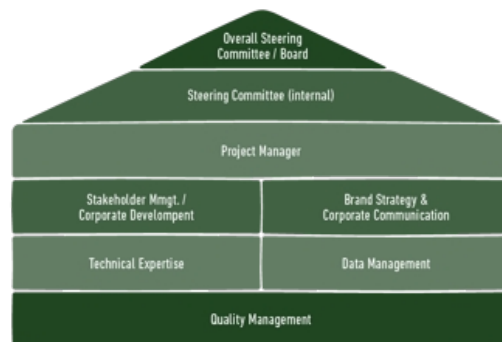 Overall Steering
Committee / Board
Steering Committee (internal)
Project Manager
Stakeholder Mmgt. /
Corporate Develompent
Brand Strategy &
Corporate Communication
Technical Expertise
Data Management
Quality Management